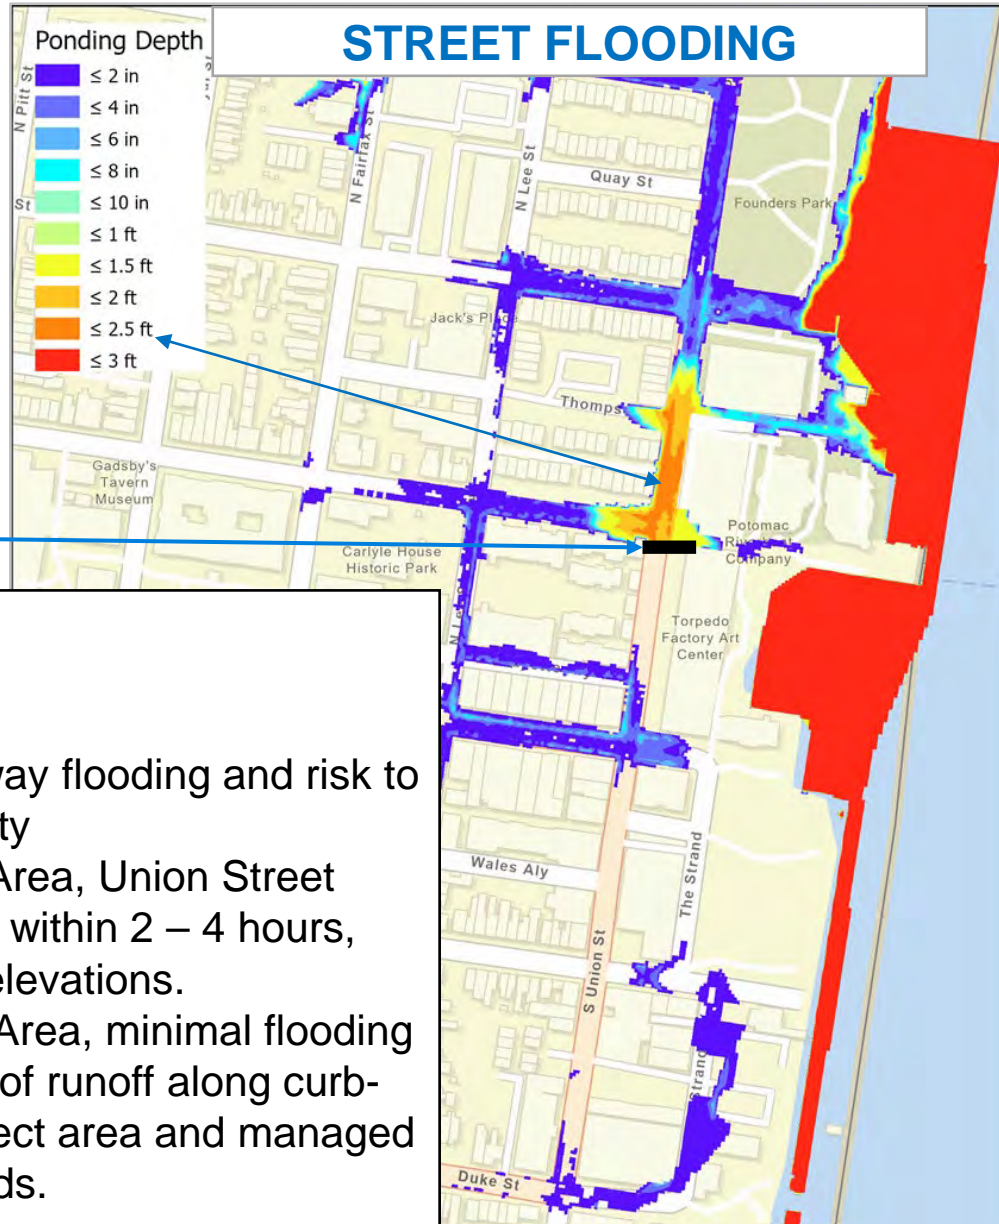 STREET FLOODING
Ponding Depth
≤ 2 in
≤ 4 in
≤ 6 in
≤ 8 in
≤ 10 in
≤ 1 ft
≤ 1.5 ft
≤ 2 ft
≤ 2.5 ft
≤ 3 ft
N Pitt St
St
N Fairfax St
N Lee St
Quay St
Founders Park
Jack's Place
Thomps
Gadsby's
Tavern
Museum
Carlyle House
Historic Park
Potomac
Company
N Le
Torpedo
Factory Art
Center
way flooding and risk to
ty
Area, Union Street
within 2 – 4 hours,
elevations.
Area, minimal flooding
of runoff along curb-
ect area and managed
ds.
Wales Aly
The Strand
S Union St
Strand
Duke St